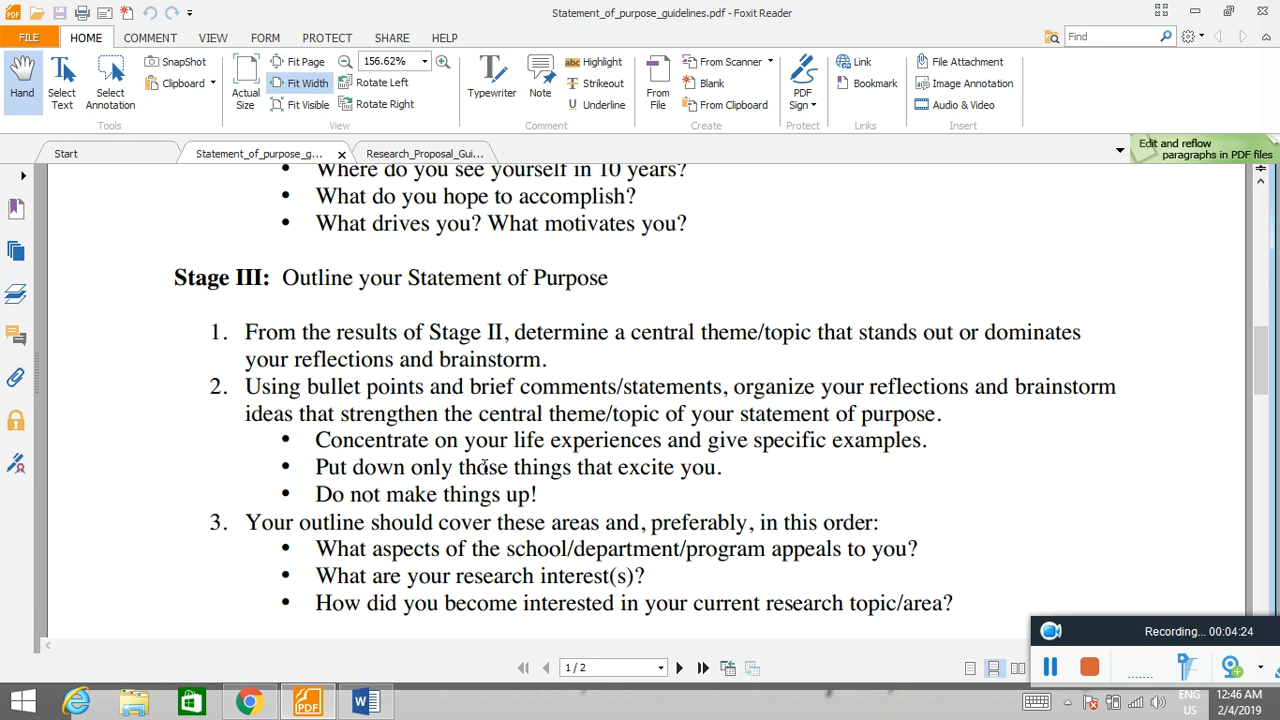 Statement_of_purpose_guidelines.pdf - Foxit Reader
FILE HOME COMMENT VIEW FORM PROTECT SHARE HELP
Find
Hand
Select Text
Select Annotation
SnapShot
Clipboard
Tools
Actual Size
Fit Page
Fit Width
Fit Visible
156.62%
Rotate Left
Rotate Right
View
Typewriter
Note
Highlight
Strikeout
Underline
Comment
From File
From Scanner
Blank
From Clipboard
Create
PDF Sign
Protect
Link
Bookmark
Links
File Attachment
Image Annotation
Audio & Video
Insert
Start
Statement_of_purpose_g...
Research_Proposal_Gui...
Edit and reflow
paragraphs in PDF files
• Where do you see yourself in 10 years?
• What do you hope to accomplish?
• What drives you? What motivates you?
Stage III: Outline your Statement of Purpose
1. From the results of Stage II, determine a central theme/topic that stands out or dominates
your reflections and brainstorm.
2. Using bullet points and brief comments/statements, organize your reflections and brainstorm
ideas that strengthen the central theme/topic of your statement of purpose.
• Concentrate on your life experiences and give specific examples.
• Put down only those things that excite you.
• Do not make things up!
3. Your outline should cover these areas and, preferably, in this order:
• What aspects of the school/department/program appeals to you?
• What are your research interest(s)?
• How did you become interested in your current research topic/area?
Recording... 00:04:24
1 / 2
ENG
US
12:46 AM
2/4/2019